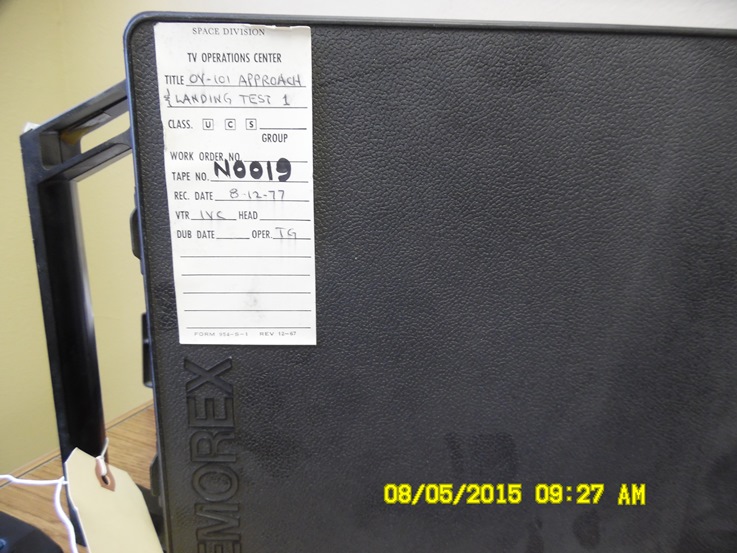 SPACE DIVISION
TV OPERATIONS CENTER
TITLE OV-101 APPROACH
& LANDING TEST 1
CLASS. U C S
GROUP
WORK ORDER NO.
TAPE NO. N0019
REC. DATE 8-12-77
VTR IVC HEAD
DUB DATE OPER. TG
FORM REV 12-67
EMOREX
08/05/2015 09:27 AM